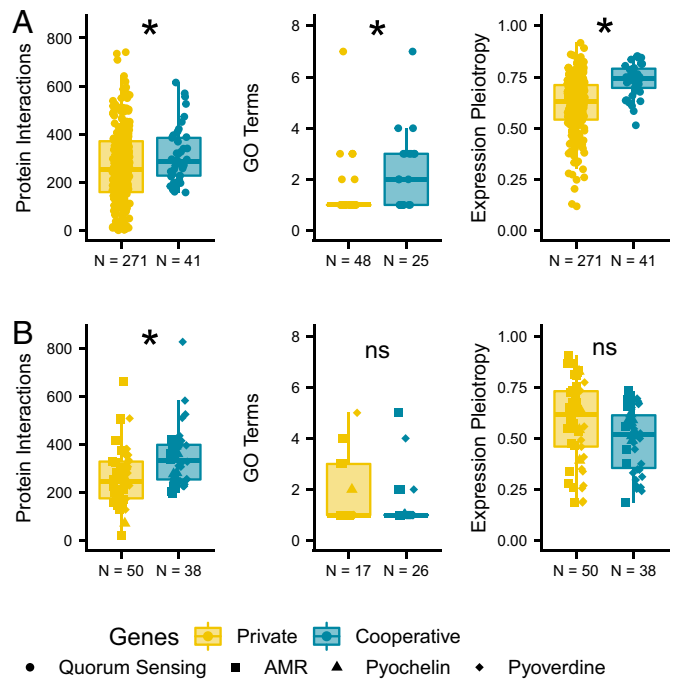 A
Protein Interactions
800
600
400
200
0
*
N = 271
N = 41
GO Terms
8
6
4
2
0
*
N = 48
N = 25
Expression Pleiotropy
1.00
0.75
0.50
0.25
0.00
*
N = 271
N = 41
B
Protein Interactions
800
600
400
200
0
*
N = 50
N = 38
GO Terms
8
6
4
2
0
ns
N = 17
N = 26
Expression Pleiotropy
1.00
0.75
0.50
0.25
0.00
ns
N = 50
N = 38
Genes Private Cooperative
Quorum Sensing AMR Pyochelin Pyoverdine